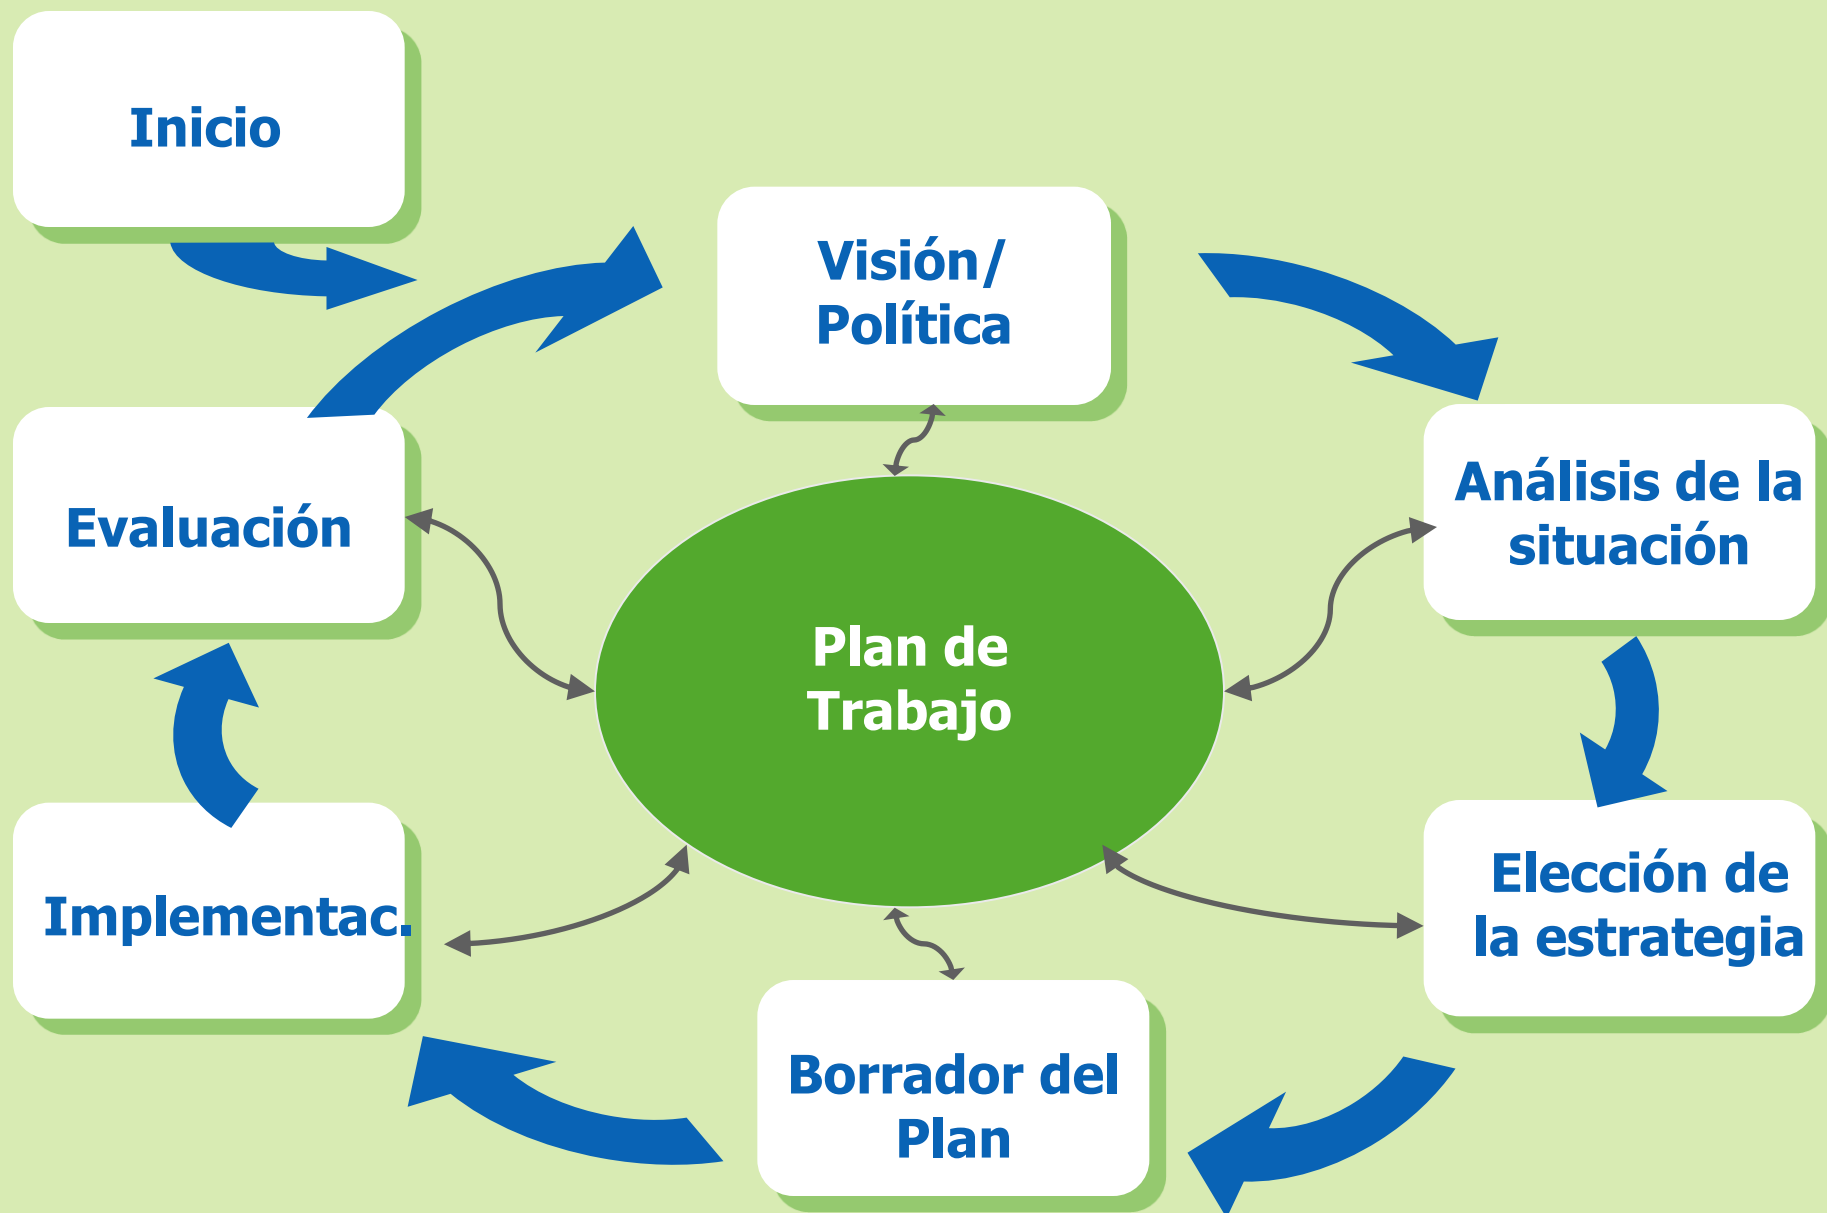 Inicio
Visión/
Política
Análisis de la
situación
Evaluación
Plan de
Trabajo
Elección de
la estrategia
Implementac.
Borrador del
Plan